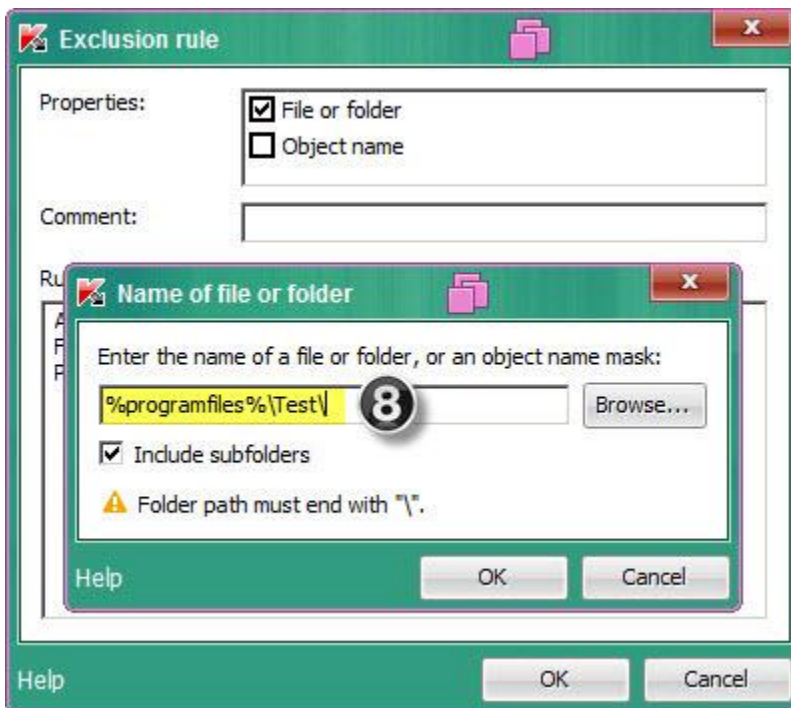 Exclusion rule
Properties:
File or folder
Object name
Comment:
Name of file or folder
Enter the name of a file or folder, or an object name mask:
%programfiles%\Test\
8
Browse...
Include subfolders
Folder path must end with "\".
Help
OK
Cancel
Help
OK
Cancel